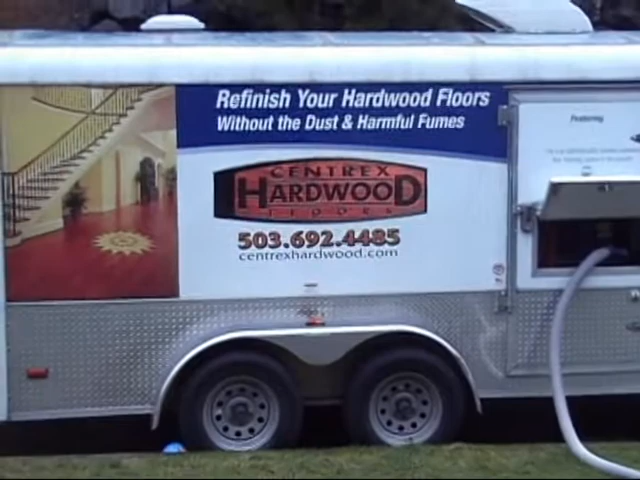 Refinish Your Hardwood Floors
Without the Dust & Harmful Fumes
Featuring
CENTREX
HARDWOOD
FLOORS
503.692.4485
centrexhardwood.com